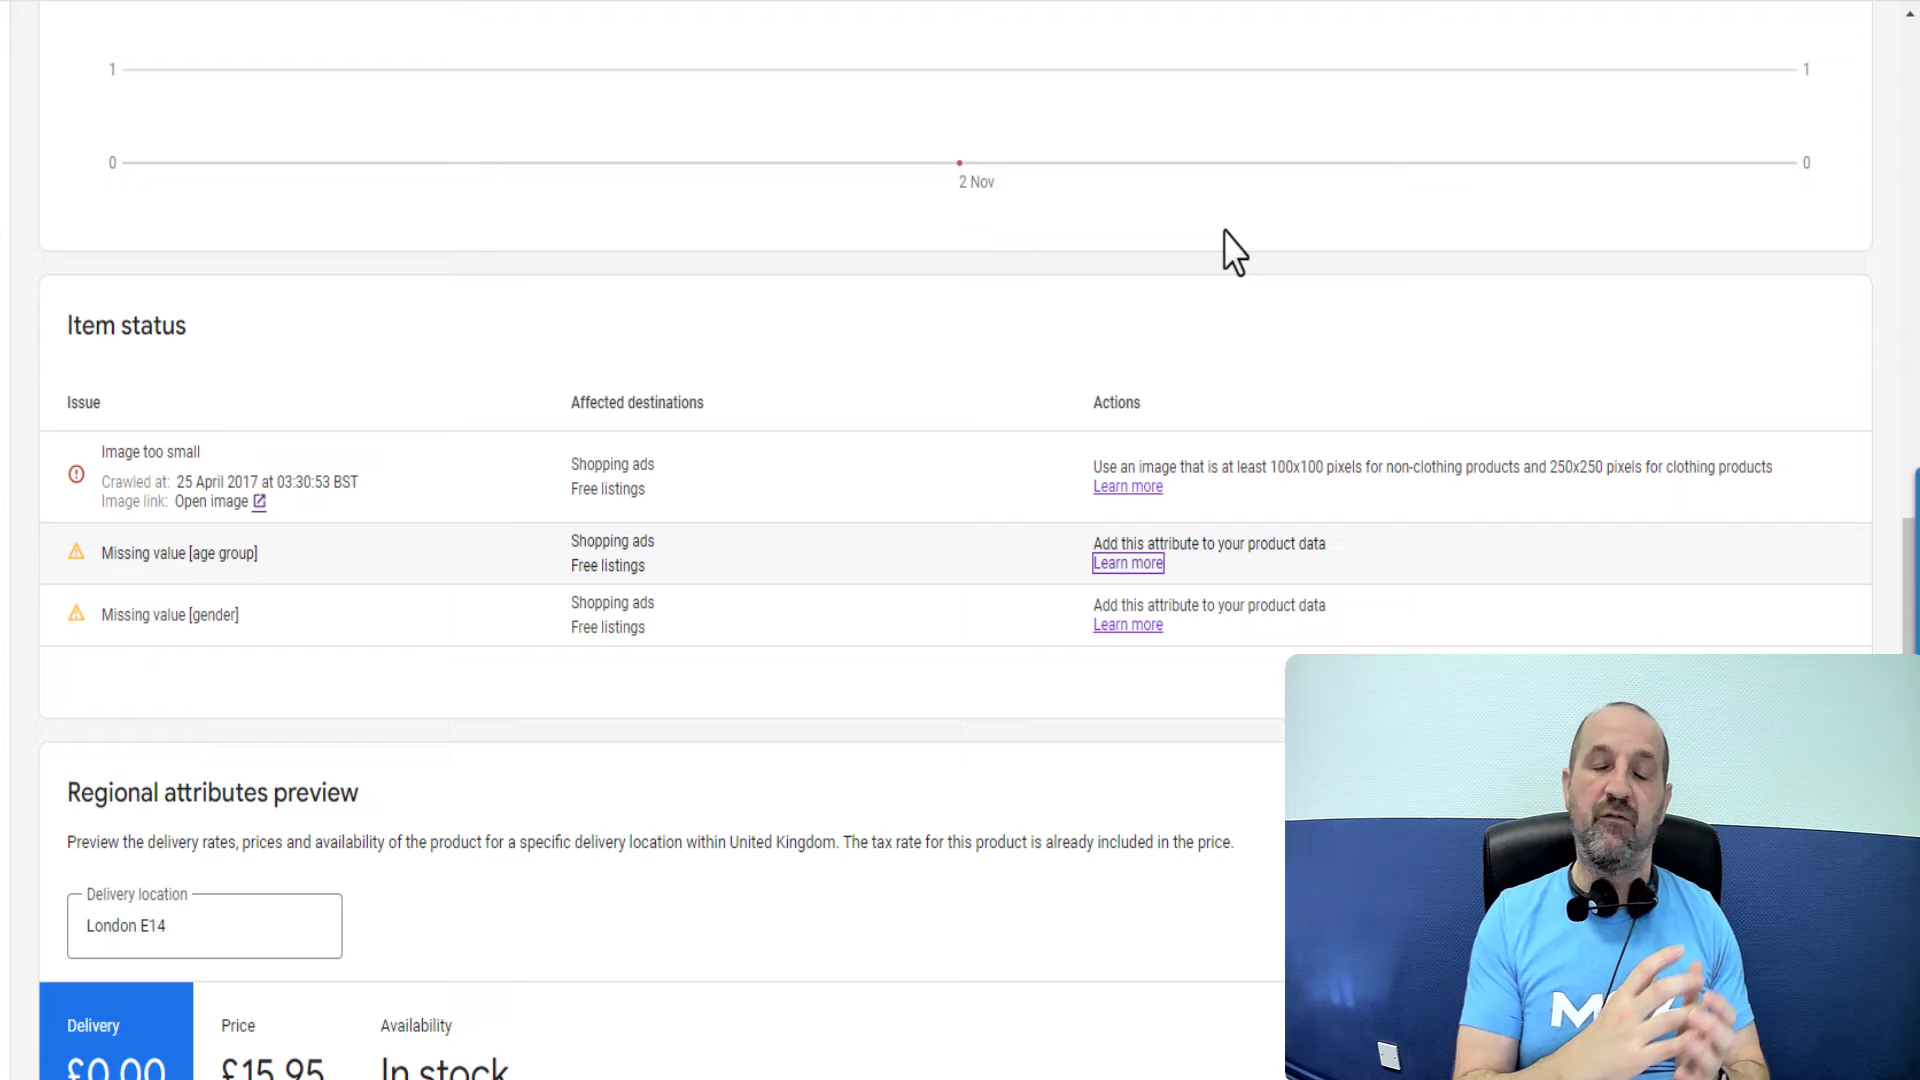 1 1
0 0
2 Nov
Item status
Issue Affected destinations Actions
Image too small
Crawled at: 25 April 2017 at 03:30:53 BST
Image link: Open image
Shopping ads
Free listings
Use an image that is at least 100x100 pixels for non-clothing products and 250x250 pixels for clothing products
Learn more
Missing value [age group]
Shopping ads
Free listings
Add this attribute to your product data
Learn more
Missing value [gender]
Shopping ads
Free listings
Add this attribute to your product data
Learn more
Regional attributes preview
Preview the delivery rates, prices and availability of the product for a specific delivery location within United Kingdom. The tax rate for this product is already included in the price.
Delivery location
London E14
Delivery Price Availability
£0.00 £15.95 In stock